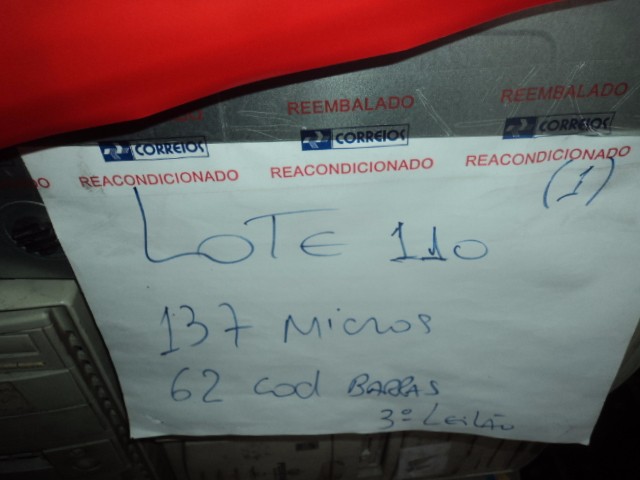 REEMBALADO
REEMBALADO
CORREIOS
CORREIOS
CORREIOS
REACONDICIONADO
REACONDICIONADO
REACONDICIONADO
(1)
LOTE 110
137 Micros
62 Cod BARRAS
3º Leilão